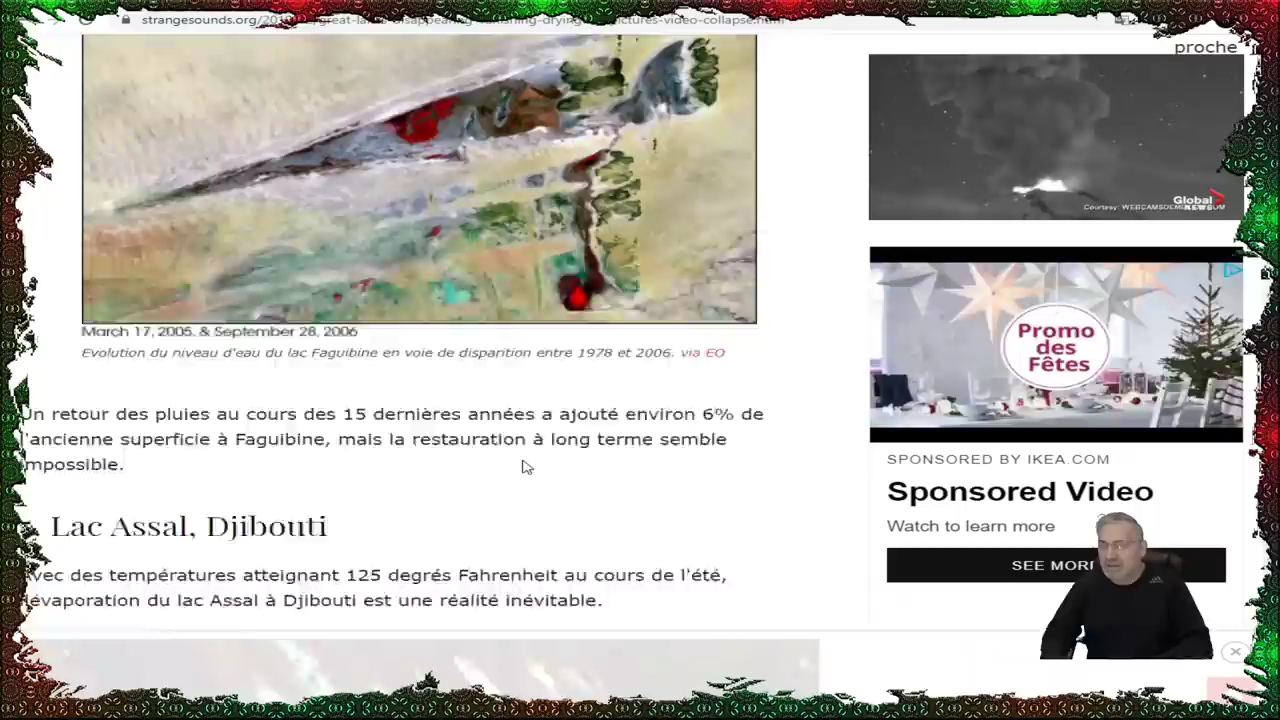 proche
Global
NEWS
March 17, 2005. & September 28, 2006
Evolution du niveau d'eau du lac Faguibine en voie de disparition entre 1978 et 2006. via EO
Un retour des pluies au cours des 15 dernières années a ajouté environ 6% de
l'ancienne superficie à Faguibine, mais la restauration à long terme semble
impossible.
Lac Assal, Djibouti
Avec des températures atteignant 125 degrés Fahrenheit au cours de l'été,
l'évaporation du lac Assal à Djibouti est une réalité inévitable.
Promo
des
Fêtes
SPONSORED BY IKEA.COM
Sponsored Video
Watch to learn more
SEE MORE